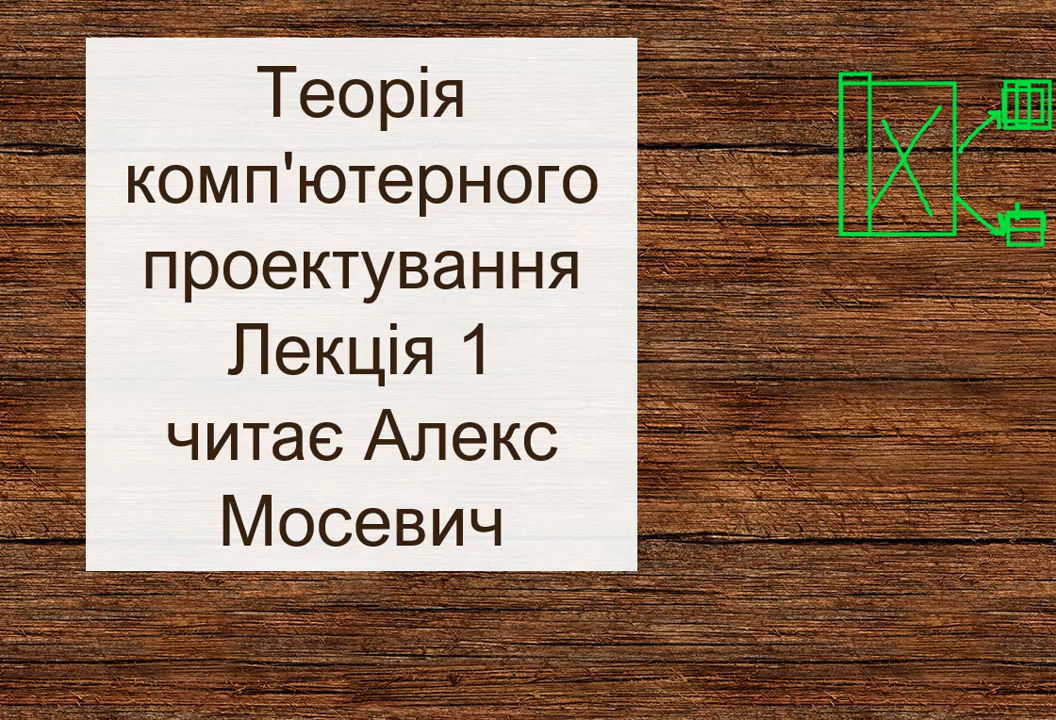 Теорія
комп'ютерного
проектування
Лекція 1
читає Алекс
Мосевич